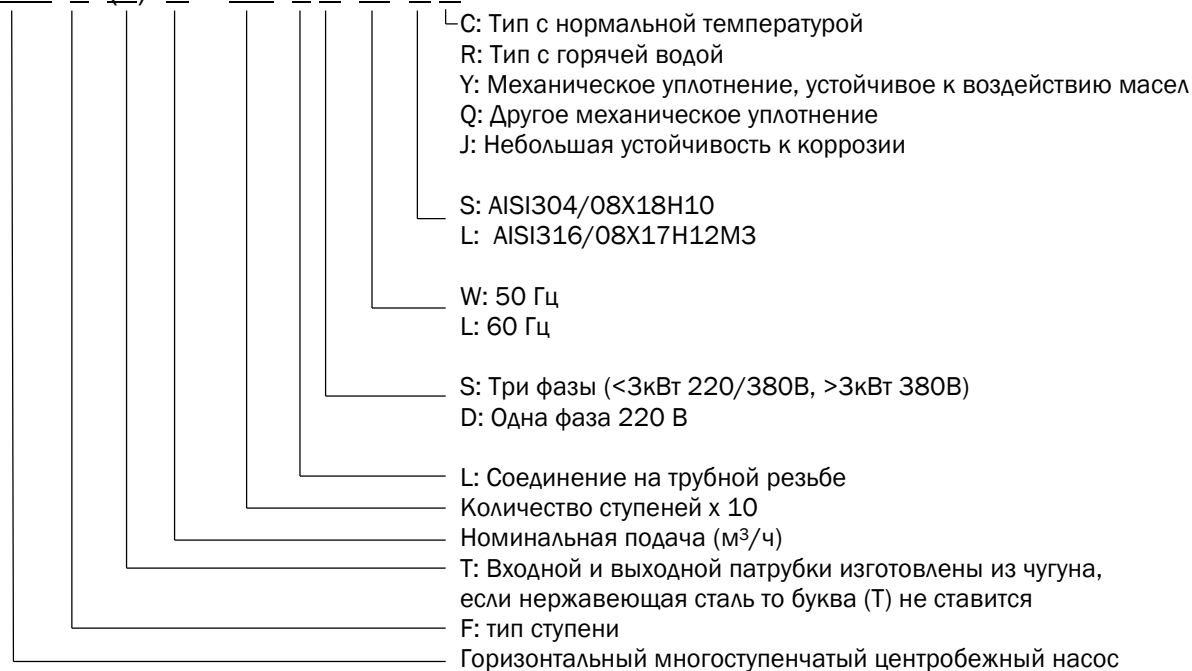 C: Тип с нормальной температурой
R: Тип с горячей водой
Y: Механическое уплотнение, устойчивое к воздействию масел
Q: Другое механическое уплотнение
J: Небольшая устойчивость к коррозии
S: AISI304/08Х18Н10
L: AISI316/08Х17Н12М3
W: 50 Гц
L: 60 Гц
S: Три фазы (<3кВт 220/380В, >3кВт 380В)
D: Одна фаза 220 В
L: Соединение на трубной резьбе
Количество ступеней х 10
Номинальная подача (м³/ч)
T: Входной и выходной патрубки изготовлены из чугуна,
если нержавеющая сталь то буква (Т) не ставится
F: тип ступени
Горизонтальный многоступенчатый центробежный насос